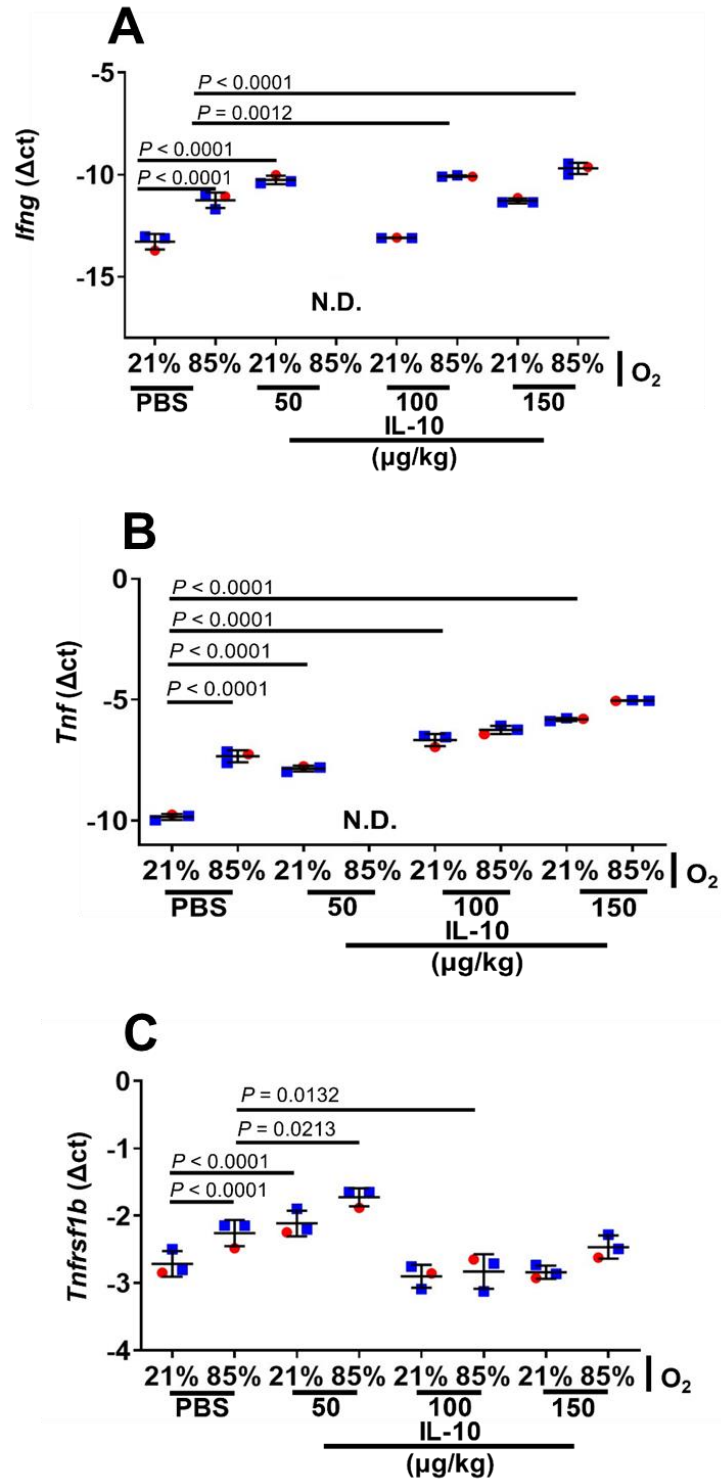 A
-5
-10
-15
Ifng (Δct)
P < 0.0001
P = 0.0012
P < 0.0001
P < 0.0001
N.D.
21% 85% 21% 85% 21% 85% 21% 85%
O2
PBS 50 100 150
IL-10
(μg/kg)
B
0
-5
-10
Tnf (Δct)
P < 0.0001
P < 0.0001
P < 0.0001
P < 0.0001
N.D.
21% 85% 21% 85% 21% 85% 21% 85%
O2
PBS 50 100 150
IL-10
(μg/kg)
C
0
-1
-2
-3
-4
Tnfrsf1b (Δct)
P = 0.0132
P = 0.0213
P < 0.0001
P < 0.0001
21% 85% 21% 85% 21% 85% 21% 85%
O2
PBS 50 100 150
IL-10
(μg/kg)